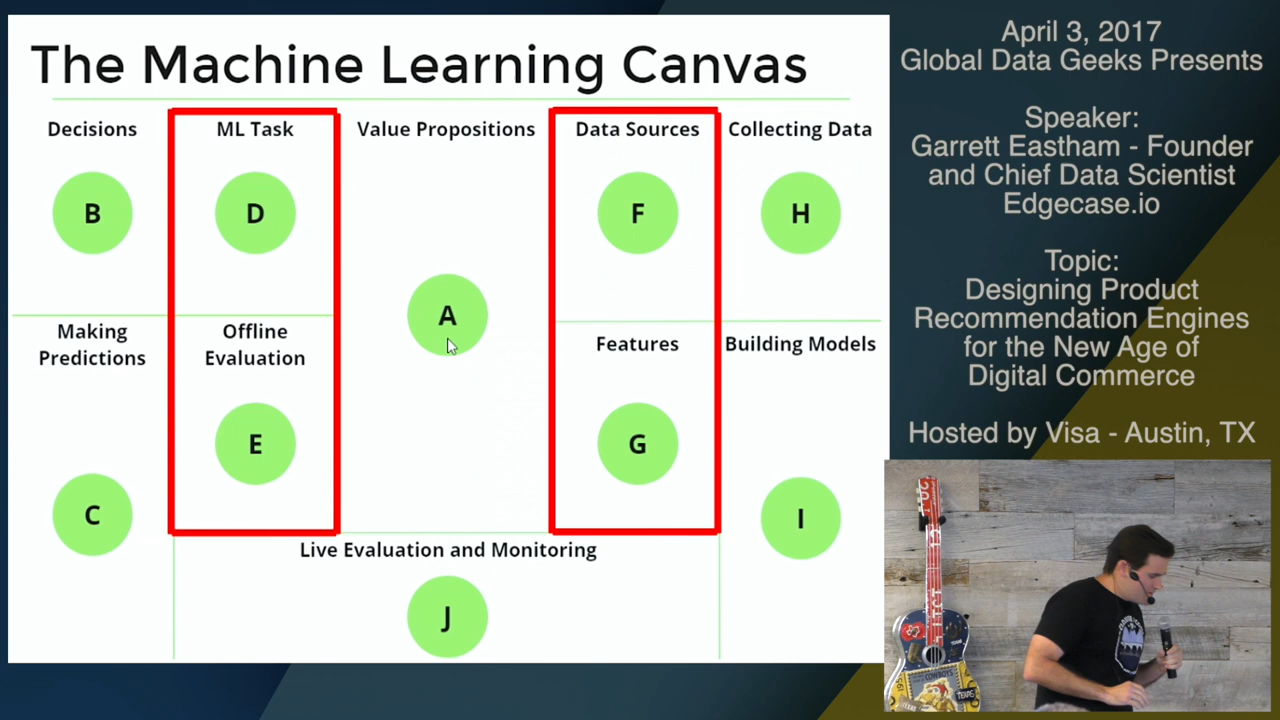 The Machine Learning Canvas
Decisions
B
ML Task
D
Value Propositions
A
Data Sources
F
Collecting Data
H
Making
Predictions
C
Offline
Evaluation
E
Features
G
Building Models
I
Live Evaluation and Monitoring
J
April 3, 2017
Global Data Geeks Presents
Speaker:
Garrett Eastham - Founder
and Chief Data Scientist
Edgecase.io
Topic:
Designing Product
Recommendation Engines
for the New Age of
Digital Commerce
Hosted by Visa - Austin, TX
TEXAS